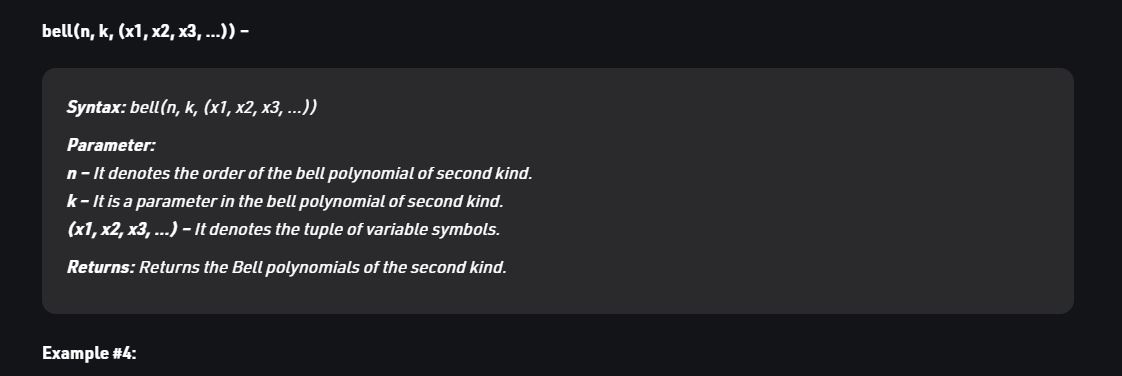 bell(n, k, (x1, x2, x3, ...)) –
Syntax: bell(n, k, (x1, x2, x3, ...))
Parameter:
n – It denotes the order of the bell polynomial of second kind.
k – It is a parameter in the bell polynomial of second kind.
(x1, x2, x3, ...) – It denotes the tuple of variable symbols.
Returns: Returns the Bell polynomials of the second kind.
Example #4: